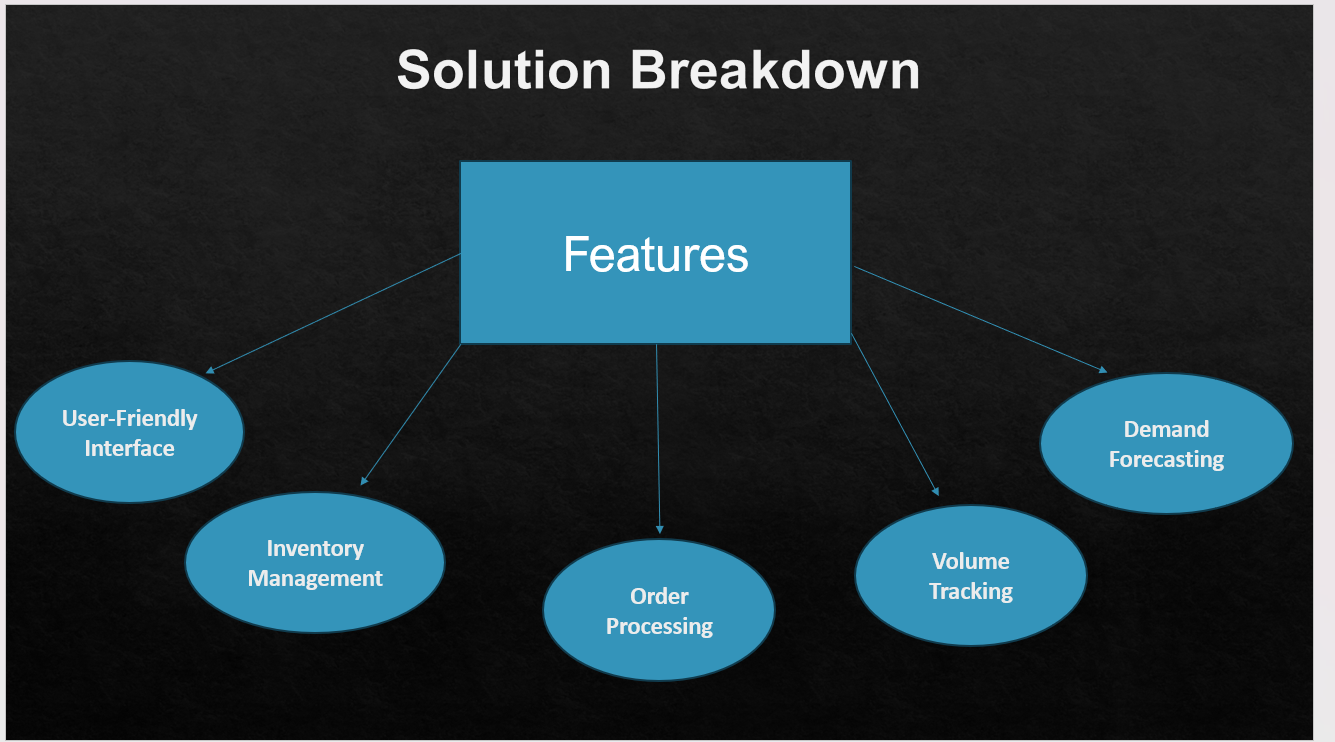 Solution Breakdown
Features
User-Friendly
Interface
Inventory
Management
Order
Processing
Volume
Tracking
Demand
Forecasting